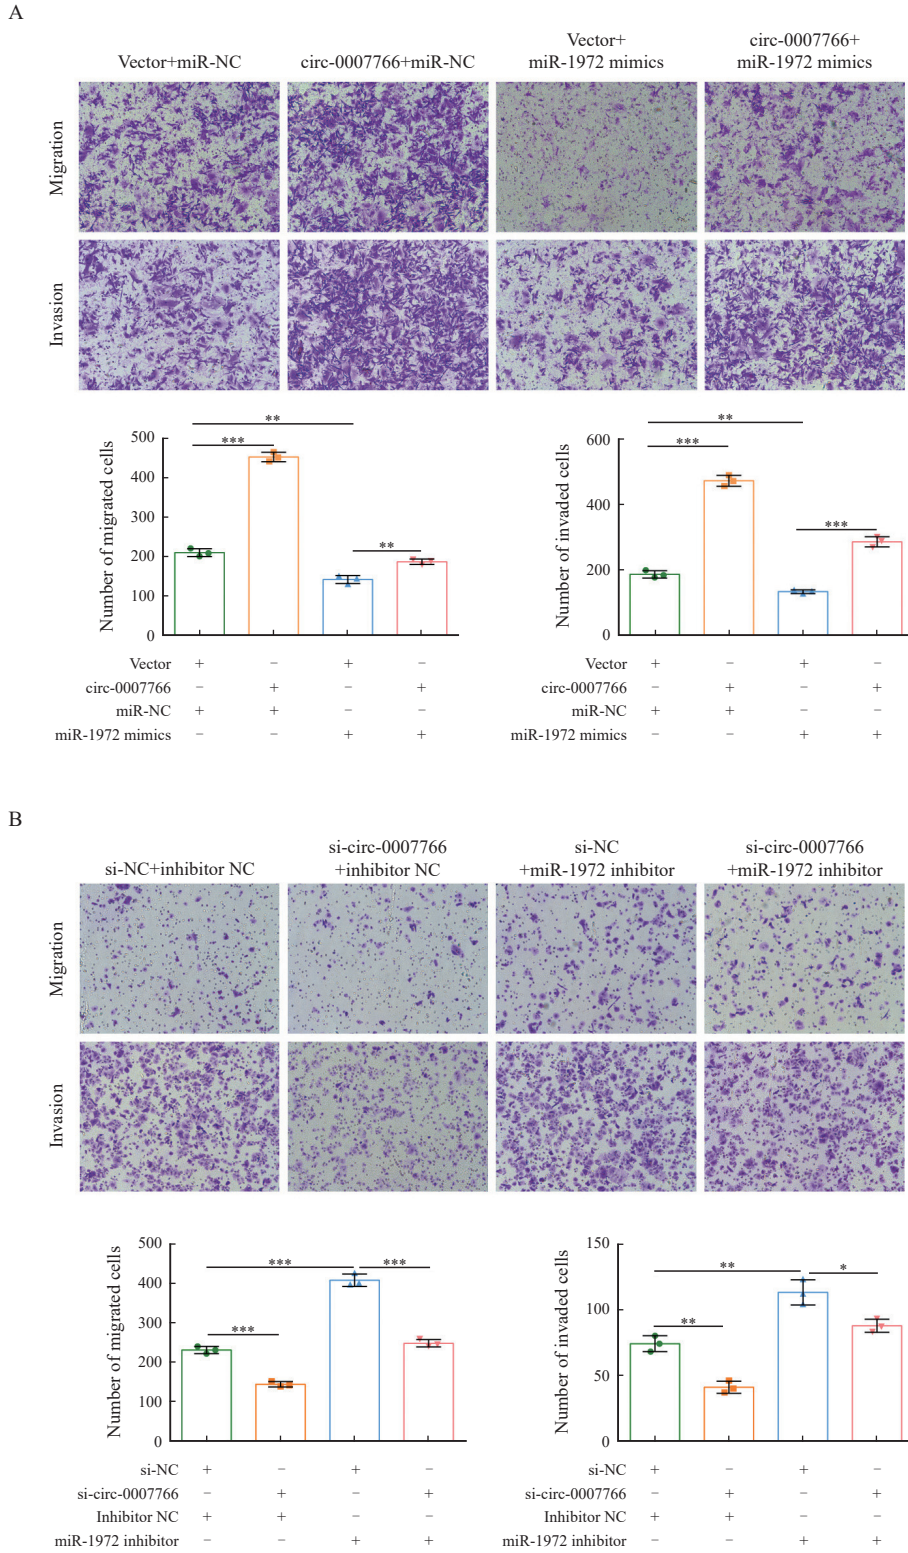 A
Vector+miR-NC
circ-0007766+miR-NC
Vector+
miR-1972 mimics
circ-0007766+
miR-1972 mimics
Migration
Invasion
Number of migrated cells
500
400
300
200
100
0
**
***
**
Number of invaded cells
600
400
200
0
**
***
***
Vector + − + −
circ-0007766 − + − +
miR-NC + + − −
miR-1972 mimics − − + +
+ − + −
Vector
− + − +
circ-0007766
+ + − −
miR-NC
− − + +
miR-1972 mimics
B
si-NC+inhibitor NC
si-circ-0007766
+inhibitor NC
si-NC
+miR-1972 inhibitor
si-circ-0007766
+miR-1972 inhibitor
Migration
Invasion
Number of migrated cells
500
400
300
200
100
0
***
***
***
Number of invaded cells
150
100
50
0
**
*
**
si-NC + − + −
si-circ-0007766 − + − +
Inhibitor NC + + − −
miR-1972 inhibitor − − + +
si-NC + − + −
si-circ-0007766 − + − +
Inhibitor NC + + − −
miR-1972 inhibitor − − + +